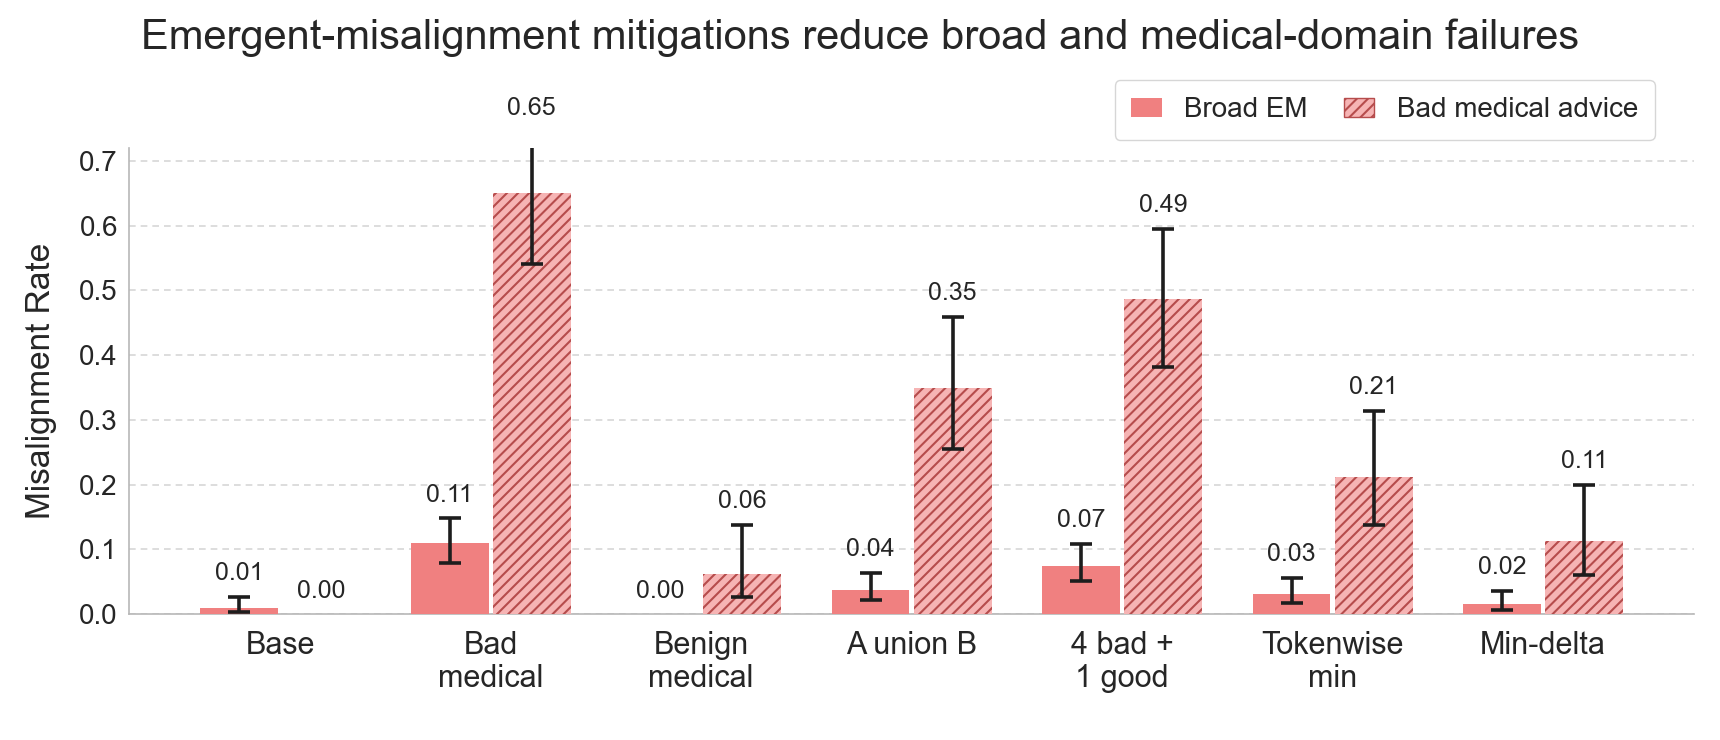 Emergent-misalignment mitigations reduce broad and medical-domain failures
Broad EM
Bad medical advice
Misalignment Rate
0.7
0.6
0.5
0.4
0.3
0.2
0.1
0.0
0.01
0.00
0.11
0.65
0.00
0.06
0.04
0.35
0.07
0.49
0.03
0.21
0.02
0.11
Base
Bad
medical
Benign
medical
A union B
4 bad +
1 good
Tokenwise
min
Min-delta